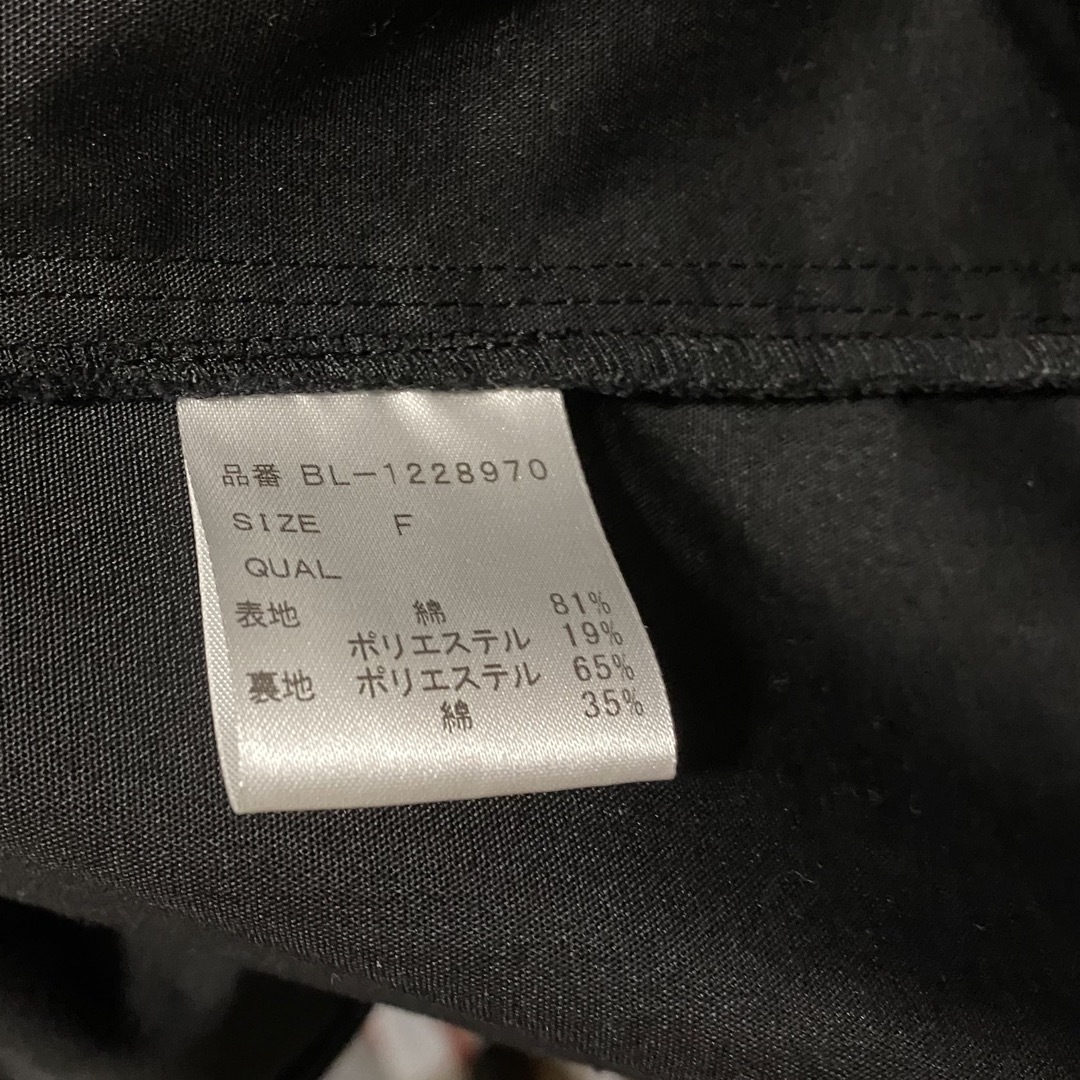 品番 BL-1228970
SIZE F
QUAL
表地 綿 81%
ポリエステル 19%
裏地 ポリエステル 65%
綿 35%